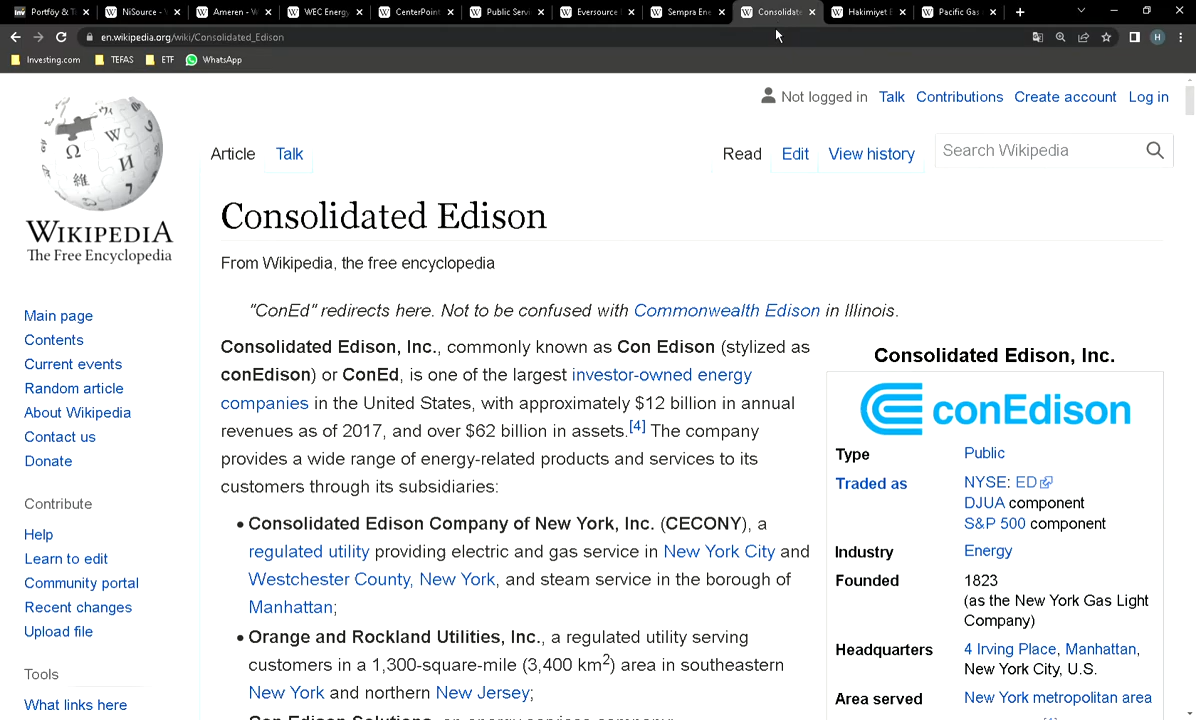 Portföy & T
NiSource - 
Ameren - W
WEC Energy
CenterPoint
Public Servi
Eversource
Sempra Ene
Consolidate
Hakimiyet E
Pacific Gas
en.wikipedia.org/wiki/Consolidated_Edison
Investing.com
TEFAS
ETF
WhatsApp
H
Not logged in Talk Contributions Create account Log in
Article Talk
Read Edit View history
Search Wikipedia
WIKIPEDIA
The Free Encyclopedia
Main page
Contents
Current events
Random article
About Wikipedia
Contact us
Donate
Contribute
Help
Learn to edit
Community portal
Recent changes
Upload file
Tools
What links here
Consolidated Edison
From Wikipedia, the free encyclopedia
"ConEd" redirects here. Not to be confused with Commonwealth Edison in Illinois.
Consolidated Edison, Inc., commonly known as Con Edison (stylized as
conEdison) or ConEd, is one of the largest investor-owned energy
companies in the United States, with approximately $12 billion in annual
revenues as of 2017, and over $62 billion in assets.[4] The company
provides a wide range of energy-related products and services to its
customers through its subsidiaries:
• Consolidated Edison Company of New York, Inc. (CECONY), a
regulated utility providing electric and gas service in New York City and
Westchester County, New York, and steam service in the borough of
Manhattan;
• Orange and Rockland Utilities, Inc., a regulated utility serving
customers in a 1,300-square-mile (3,400 km2) area in southeastern
New York and northern New Jersey;
Consolidated Edison, Inc.
conEdison
Type Public
Traded as NYSE: ED
DJUA component
S&P 500 component
Industry Energy
Founded 1823
(as the New York Gas Light
Company)
Headquarters 4 Irving Place, Manhattan,
New York City, U.S.
Area served New York metropolitan area